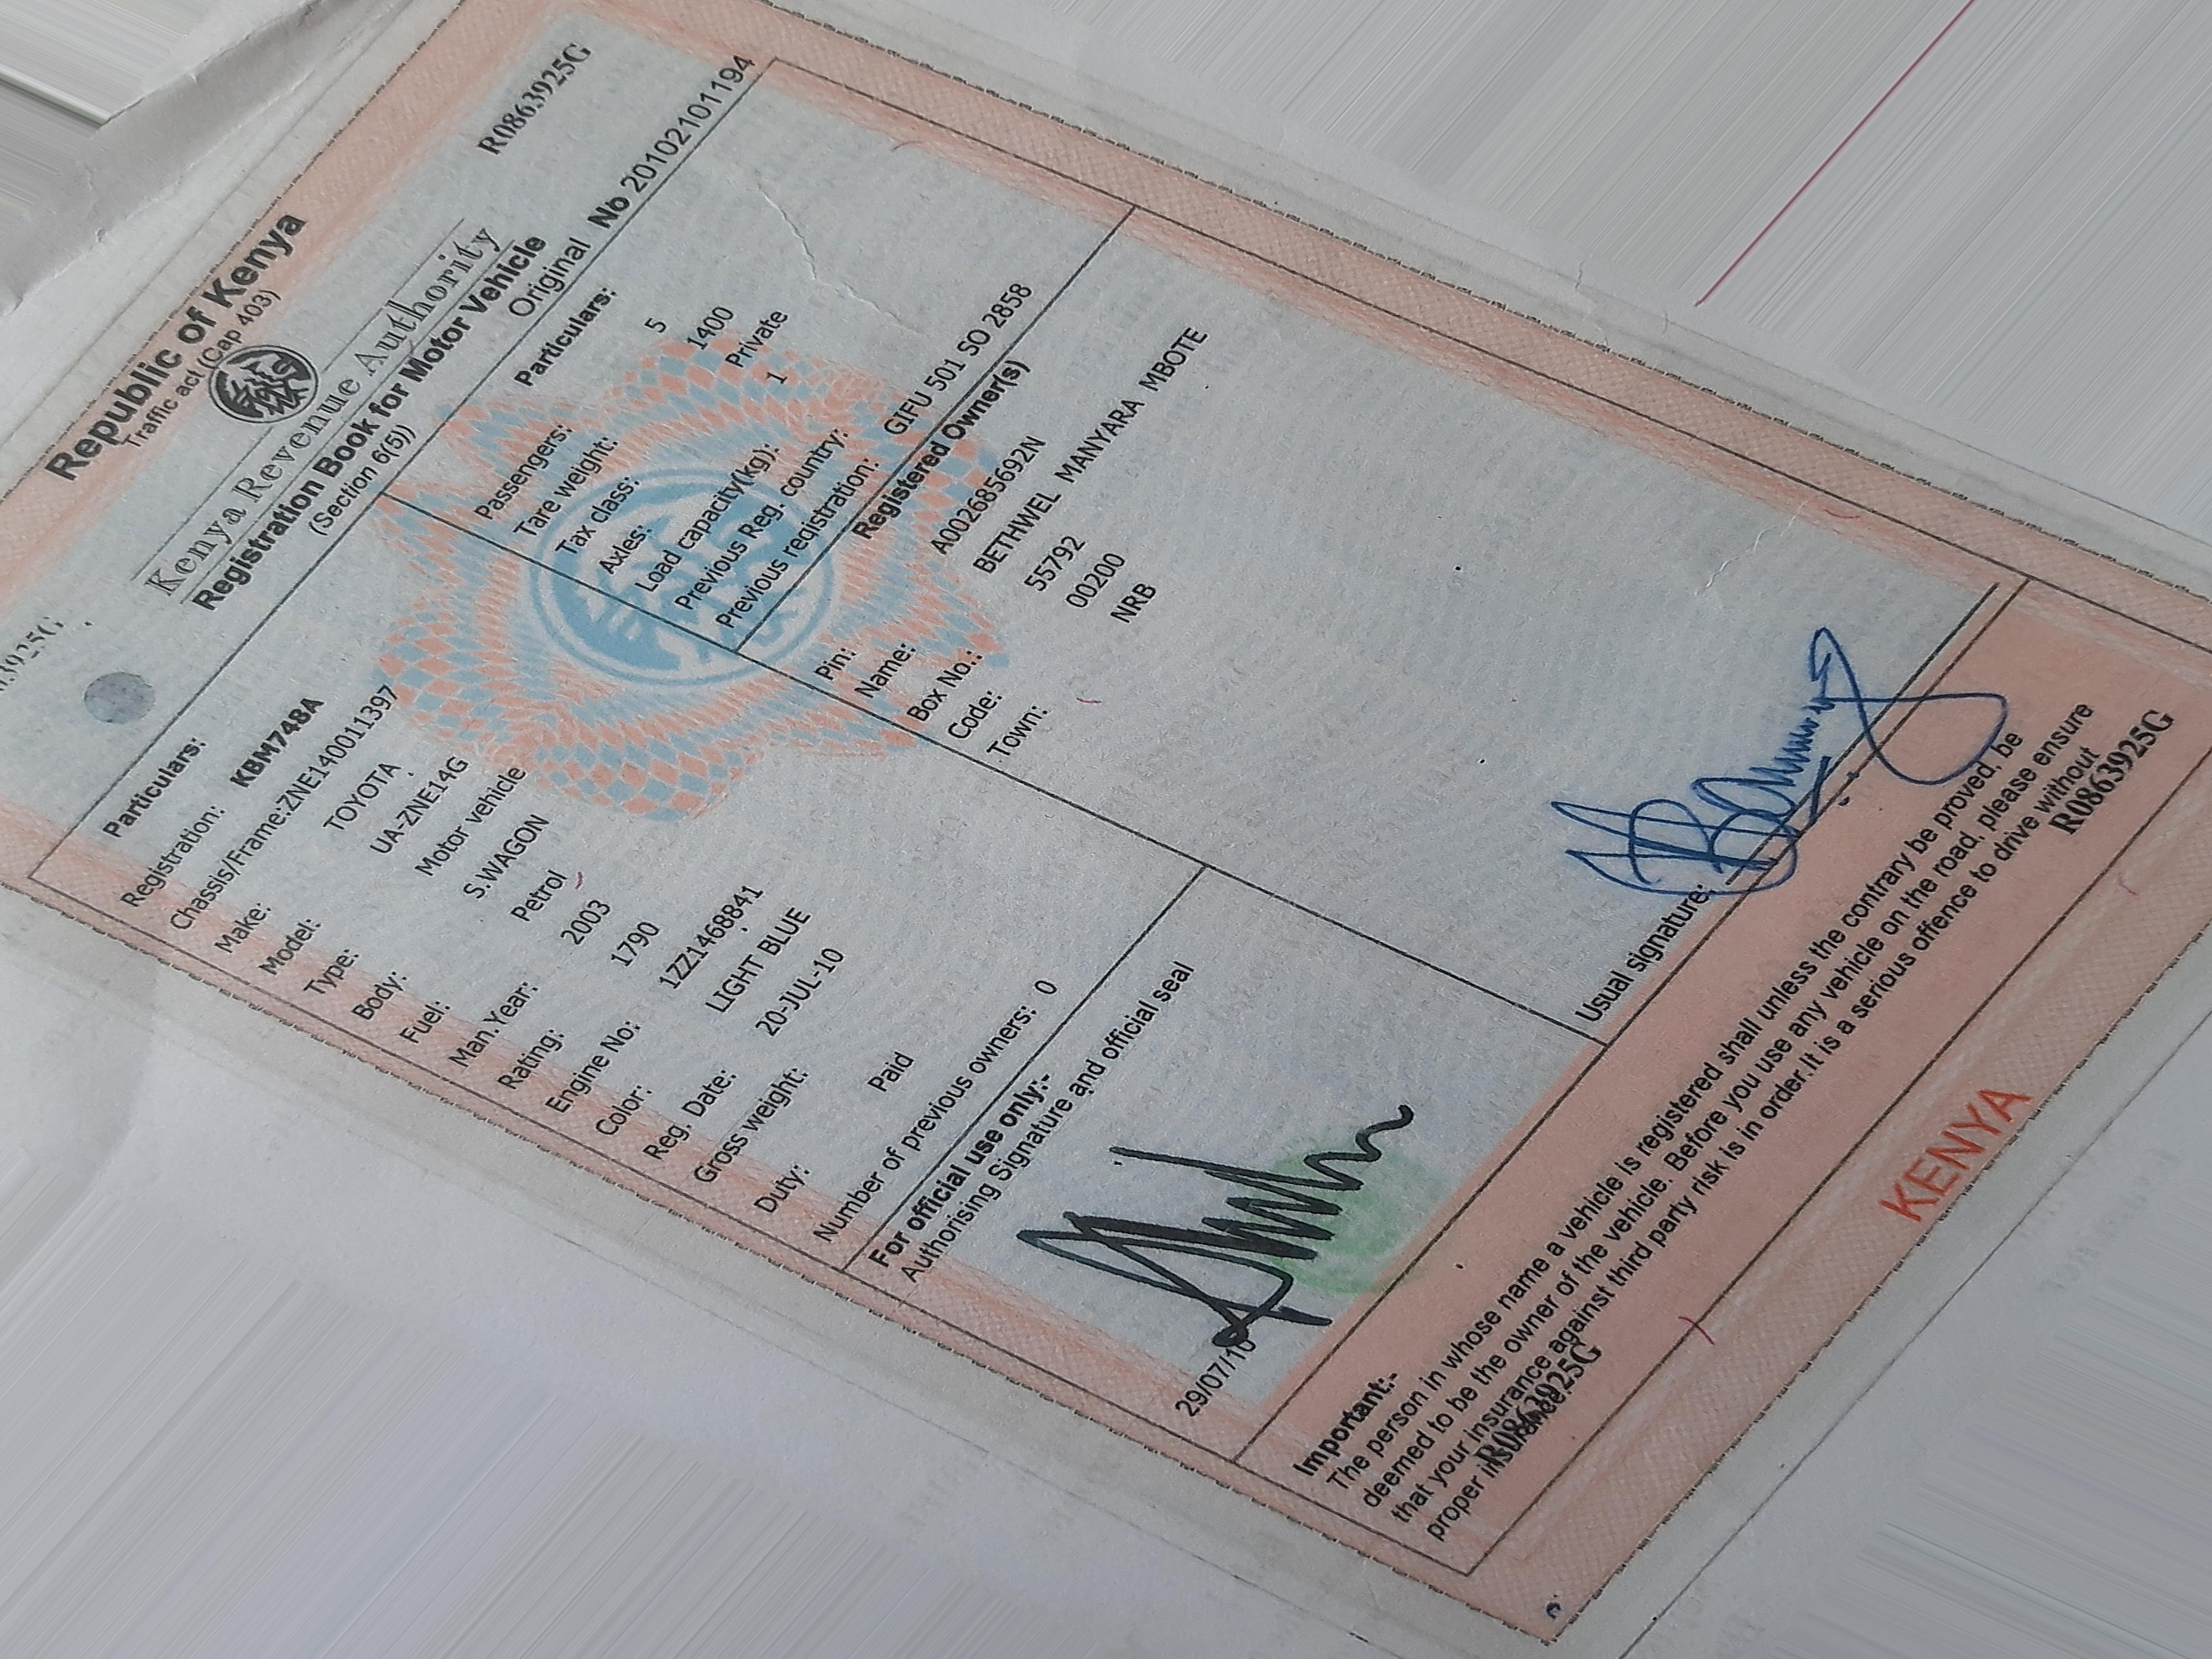 Republic of Kenya
Traffic act (Cap 403)
R0863925G
Kenya Revenue Authority
Registration Book for Motor Vehicle
(Section 6(5))
Original No 20102101194
Particulars:
Registration: KBM748A
Chassis/Frame:ZNE140011397
Make: TOYOTA
Model: UA-ZNE14G
Type: Motor vehicle
Body: S.WAGON
Fuel: Petrol
Man.Year: 2003
Rating: 1790
Engine No: 1ZZ1468841
Color: LIGHT BLUE
Reg. Date: 20-JUL-10
Gross weight:
Duty: Paid
Number of previous owners: 0
Particulars:
Passengers: 5
Tare weight: 1400
Tax class: Private
Axles: 1
Load capacity(kg):
Previous Reg. country:
Previous registration: GIFU 501 SO 2858
Registered Owner(s)
Pin: A002685692N
Name: BETHWEL MANYARA MBOTE
Box No.: 55792
Code: 00200
Town: NRB
For official use only:-
Authorising Signature and official seal
29/07/10
Usual signature:
Important:-
The person in whose name a vehicle is registered shall unless the contrary be proved, be
deemed to be the owner of the vehicle. Before you use any vehicle on the road, please ensure
that your insurance against third party risk is in order.It is a serious offence to drive without
proper insurance.
R0863925G
R0863925G
KENYA